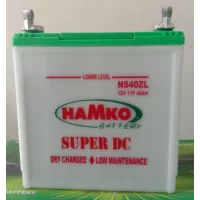 LOWER LEVEL
NS40ZL
12V 11P 40AH
HAMKO
BATTERY
SUPER DC
DRY CHARGED ♦ LOW MAINTENANCE